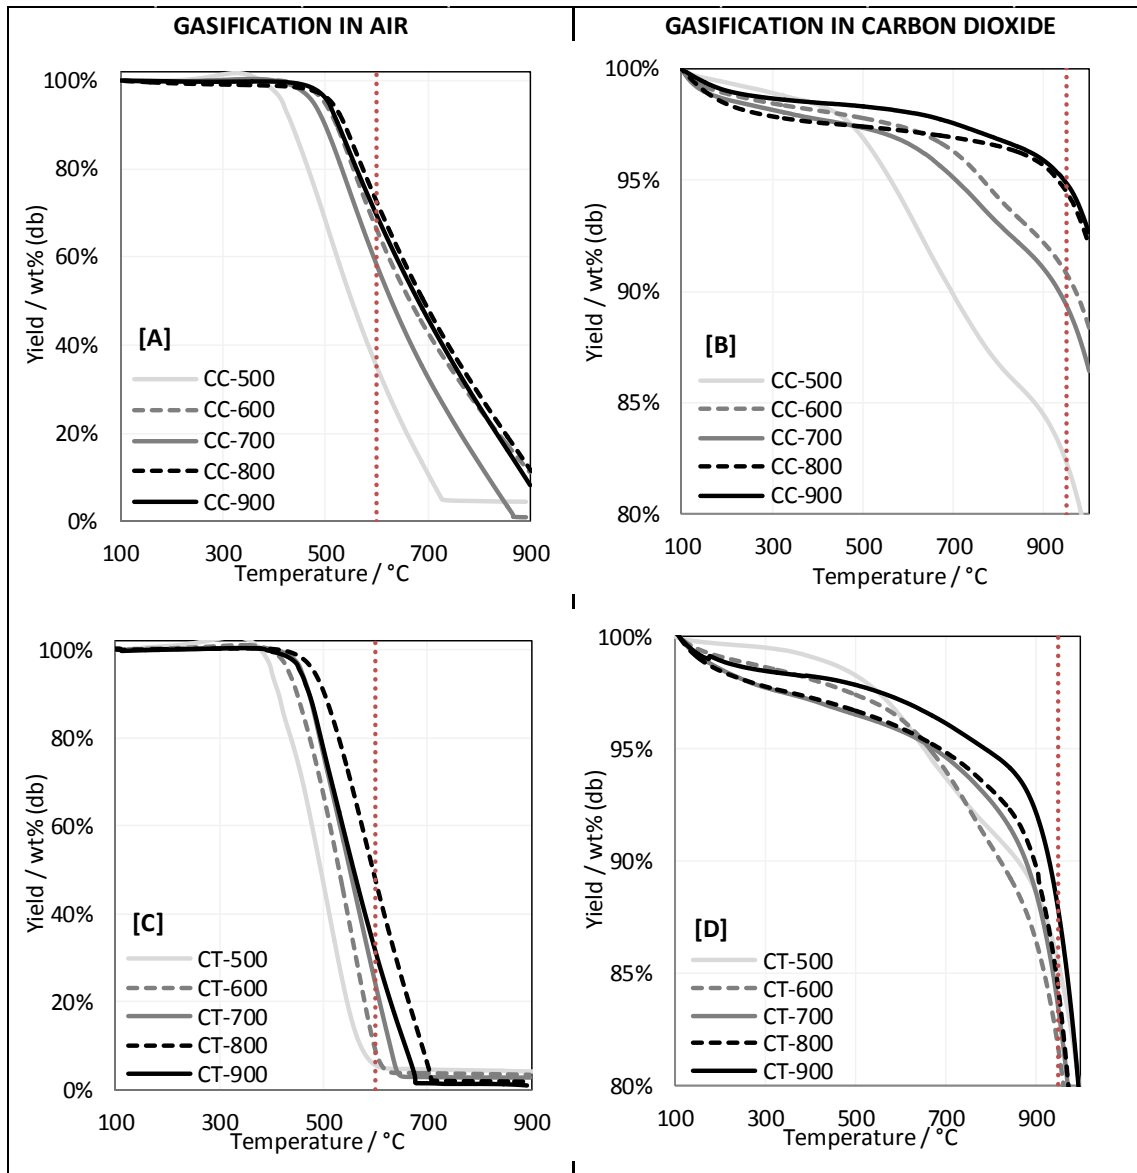 GASIFICATION IN AIR
GASIFICATION IN CARBON DIOXIDE
100%
80%
60%
40%
20%
0%
Yield / wt% (db)
[A]
CC-500
CC-600
CC-700
CC-800
CC-900
100 300 500 700 900
Temperature / °C
100%
95%
90%
85%
80%
Yield / wt% (db)
[B]
CC-500
CC-600
CC-700
CC-800
CC-900
100 300 500 700 900
Temperature / °C
100%
80%
60%
40%
20%
0%
Yield / wt% (db)
[C]
CT-500
CT-600
CT-700
CT-800
CT-900
100 300 500 700 900
Temperature / °C
100%
95%
90%
85%
80%
Yield / wt% (db)
[D]
CT-500
CT-600
CT-700
CT-800
CT-900
100 300 500 700 900
Temperature / °C